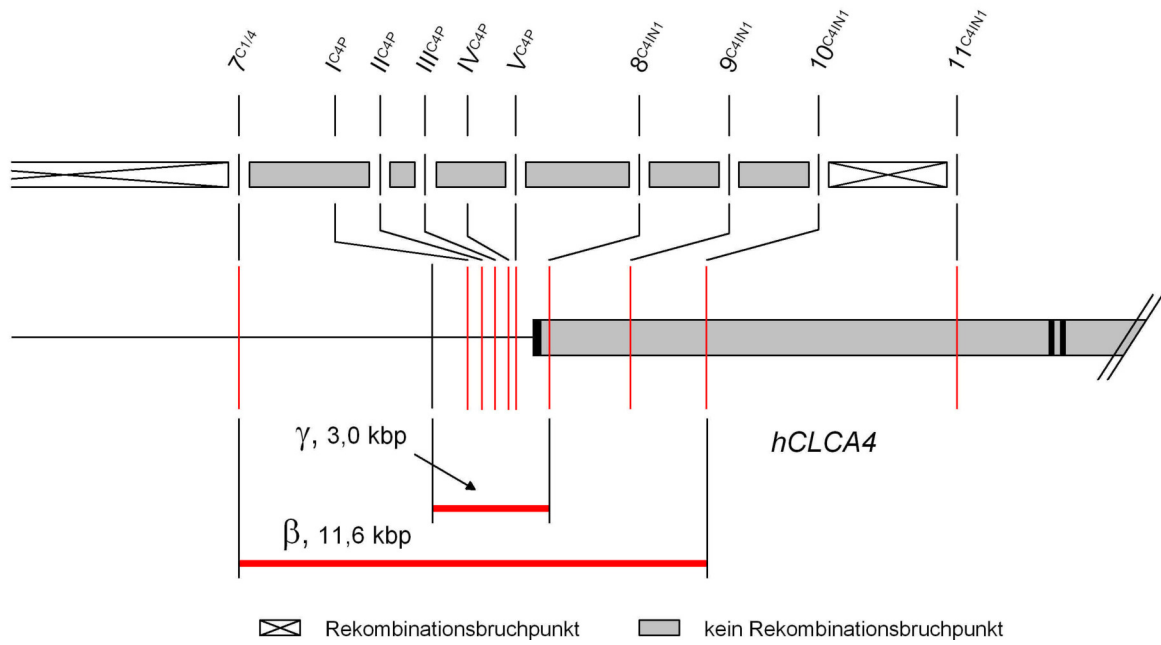 7C1/4 IC4P IIC4P IIIC4P IVC4P VC4P 8C4IN1 9C4IN1 10C4IN1 11C4IN1
γ, 3,0 kbp
hCLCA4
β, 11,6 kbp
Rekombinationsbruchpunkt kein Rekombinationsbruchpunkt